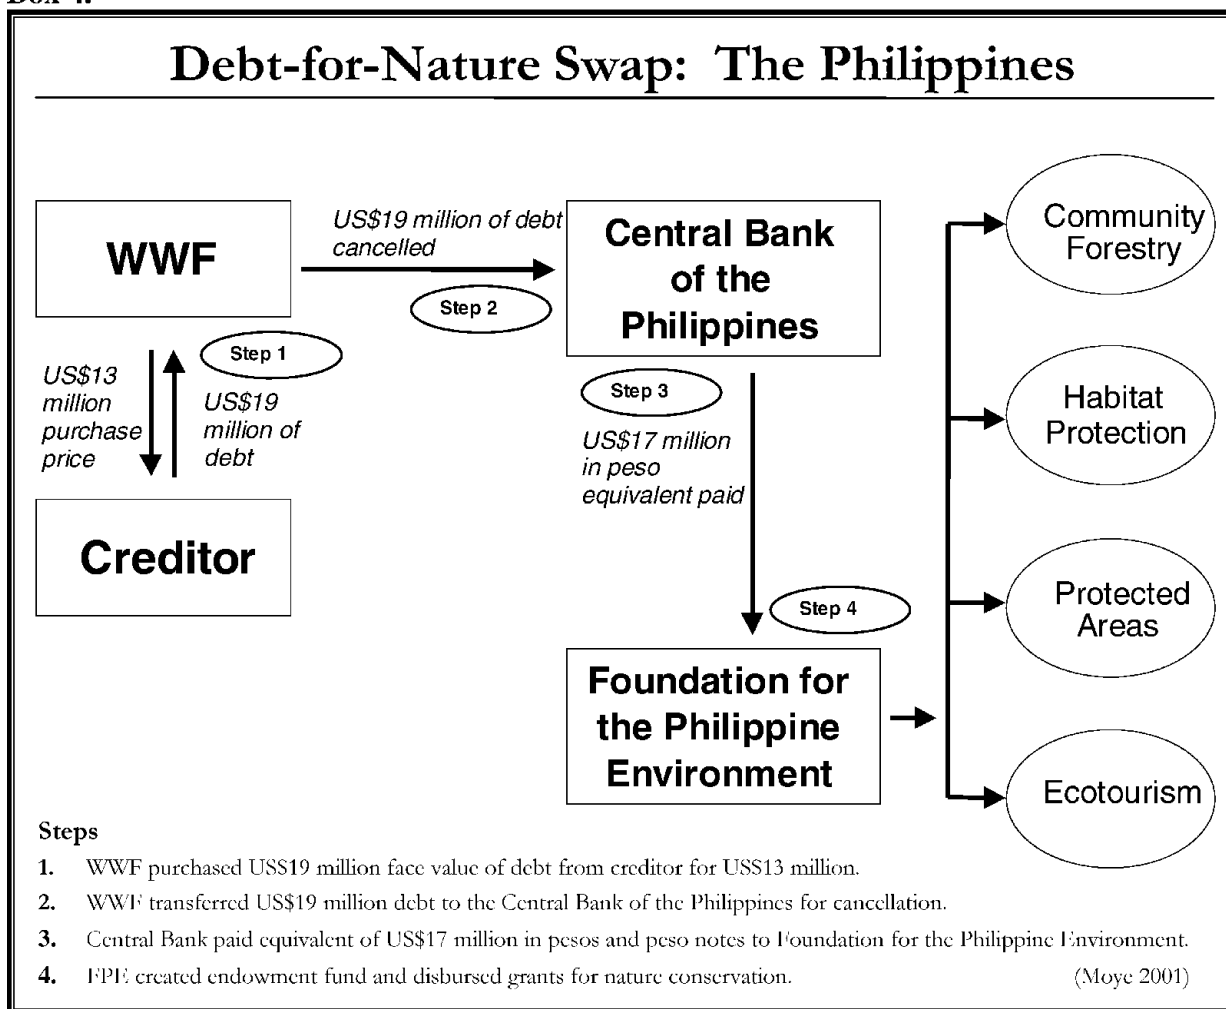 Debt-for-Nature Swap: The Philippines
WWF
US$19 million of debt
cancelled
Step 2
Central Bank
of the
Philippines
Community
Forestry
Step 1
US$13
million
purchase
price
US$19
million of
debt
Step 3
US$17 million
in peso
equivalent paid
Habitat
Protection
Creditor
Step 4
Protected
Areas
Foundation for
the Philippine
Environment
Ecotourism
Steps
1. WWF purchased US$19 million face value of debt from creditor for US$13 million.
2. WWF transferred US$19 million debt to the Central Bank of the Philippines for cancellation.
3. Central Bank paid equivalent of US$17 million in pesos and peso notes to Foundation for the Philippine Environment.
4. FPE created endowment fund and disbursed grants for nature conservation. (Moye 2001)